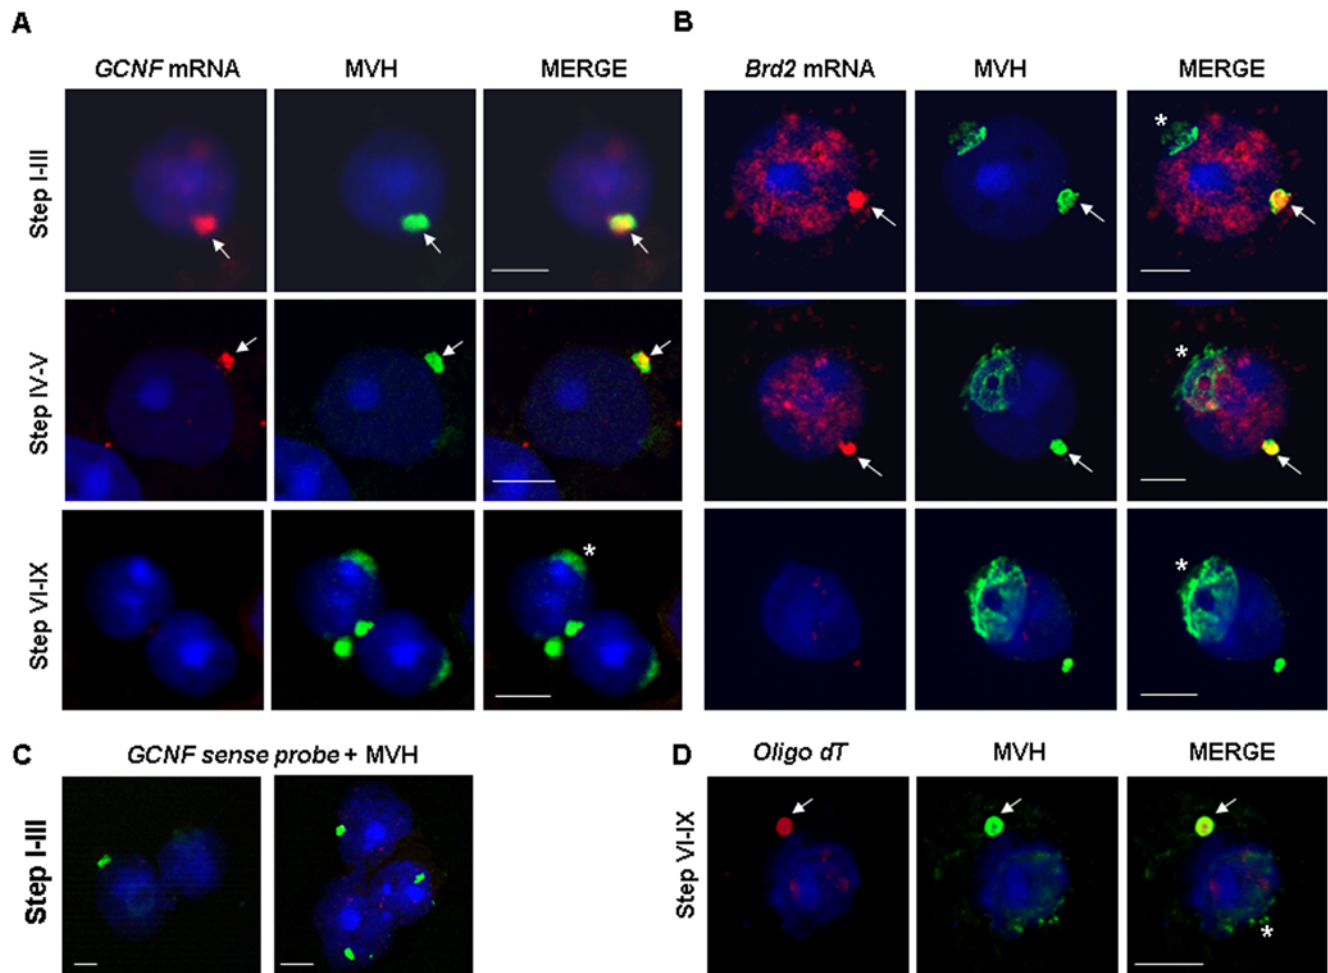 A
GCNF mRNA MVH MERGE
Step I-III
*
Step IV-V
Step VI-IX
*
B
Brd2 mRNA MVH MERGE
*
*
*
C
GCNF sense probe + MVH
Step I-III
D
Oligo dT MVH MERGE
Step VI-IX
*